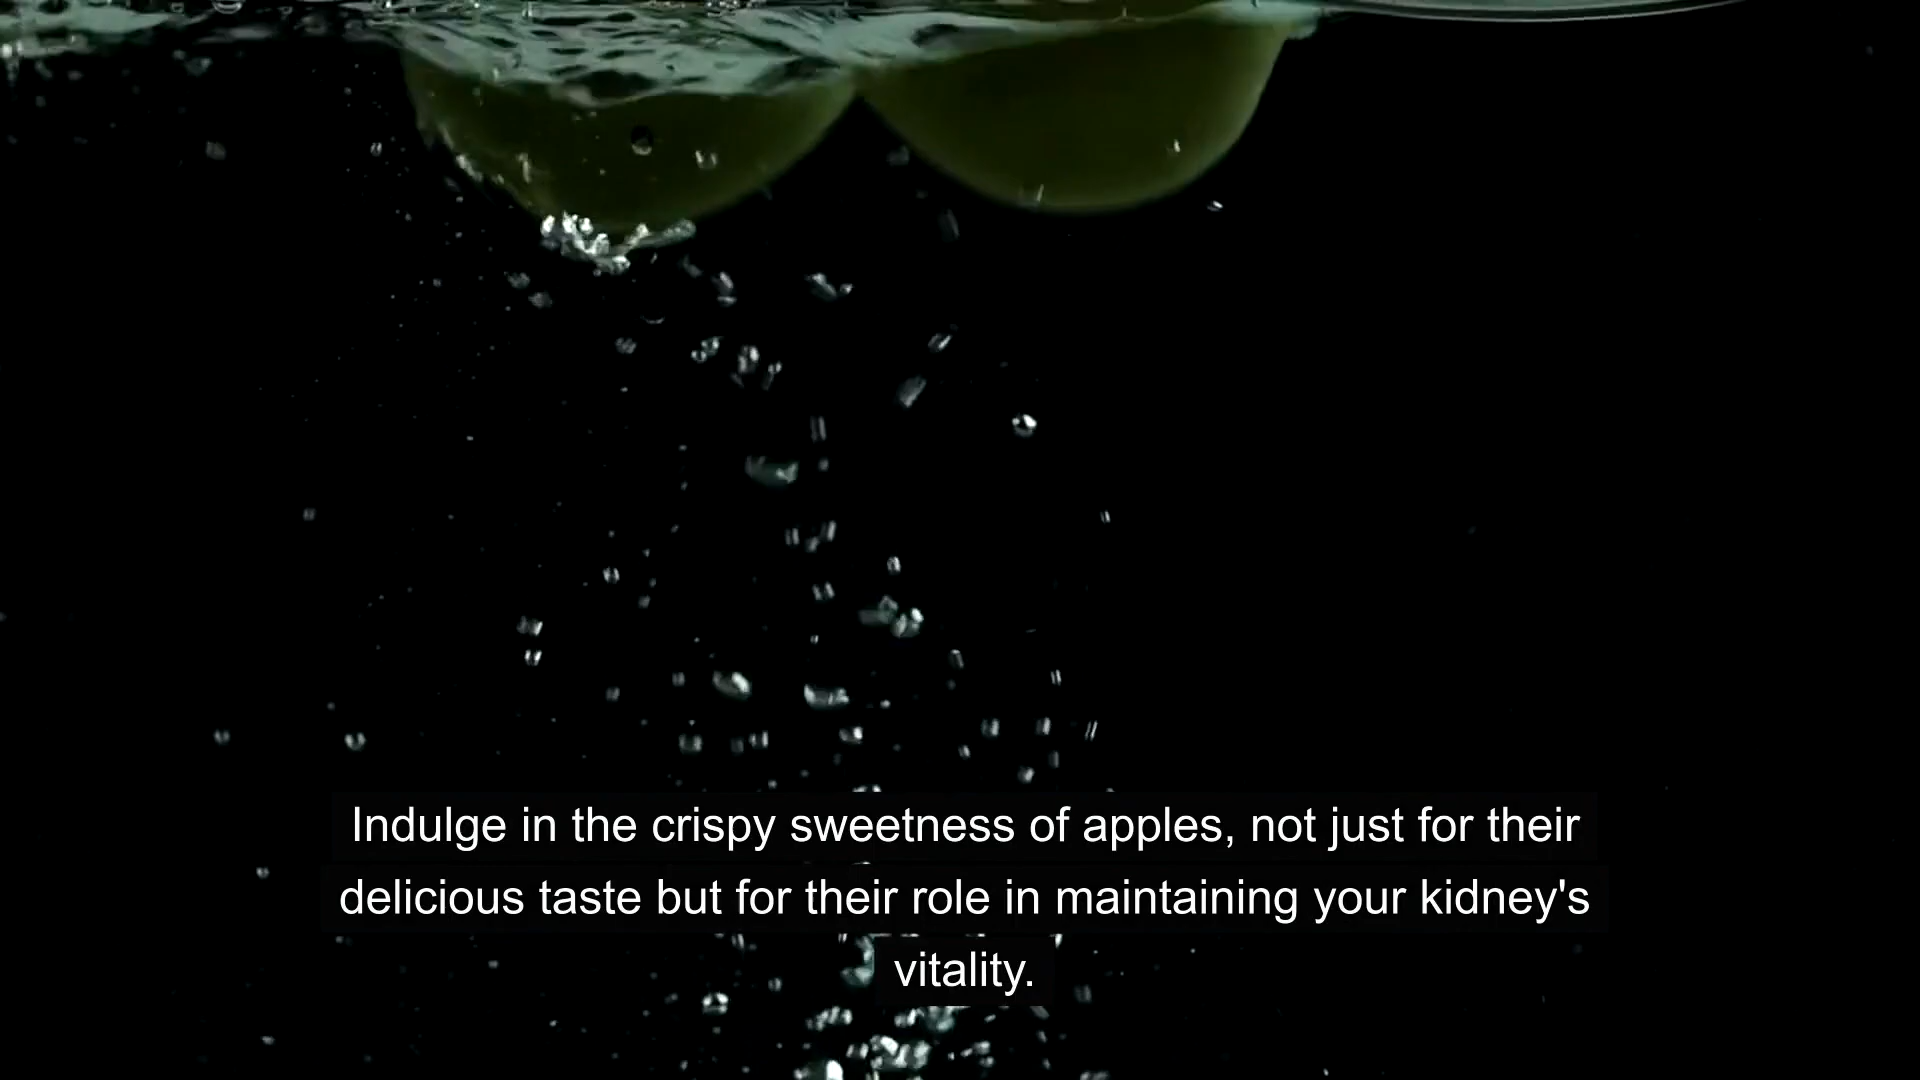 Indulge in the crispy sweetness of apples, not just for their
delicious taste but for their role in maintaining your kidney's
vitality.